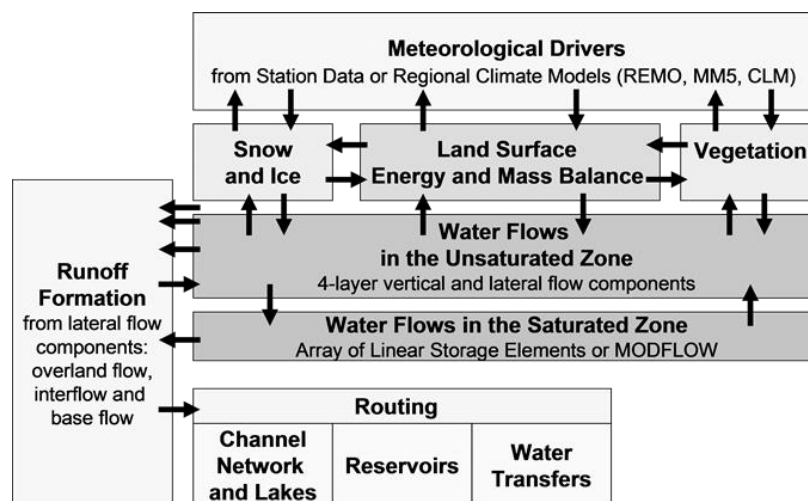 Meteorological Drivers
from Station Data or Regional Climate Models (REMO, MM5, CLM)
Snow
and Ice
Land Surface
Energy and Mass Balance
Vegetation
Water Flows
in the Unsaturated Zone
4-layer vertical and lateral flow components
Runoff
Formation
from lateral flow
components:
overland flow,
interflow and
base flow
Water Flows in the Saturated Zone
Array of Linear Storage Elements or MODFLOW
Routing
Channel
Network
and Lakes
Reservoirs
Water
Transfers